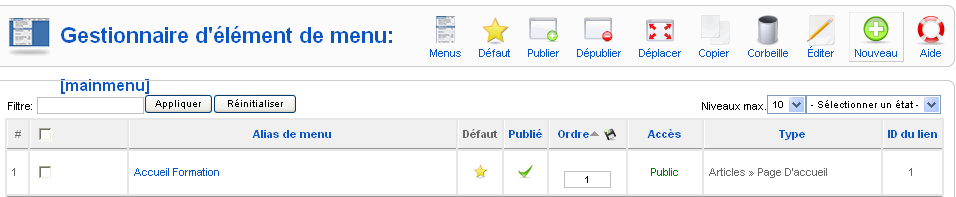 Gestionnaire d'élément de menu:
[mainmenu]
Menus Défaut Publier Dépublier Déplacer Copier Corbeille Éditer Nouveau Aide
Filtre: Appliquer Réinitialiser Niveaux max. 10 - Sélectionner un état -
# Alias de menu Défaut Publié Ordre Accès Type ID du lien
1 Accueil Formation 1 Public Articles » Page D'accueil 1